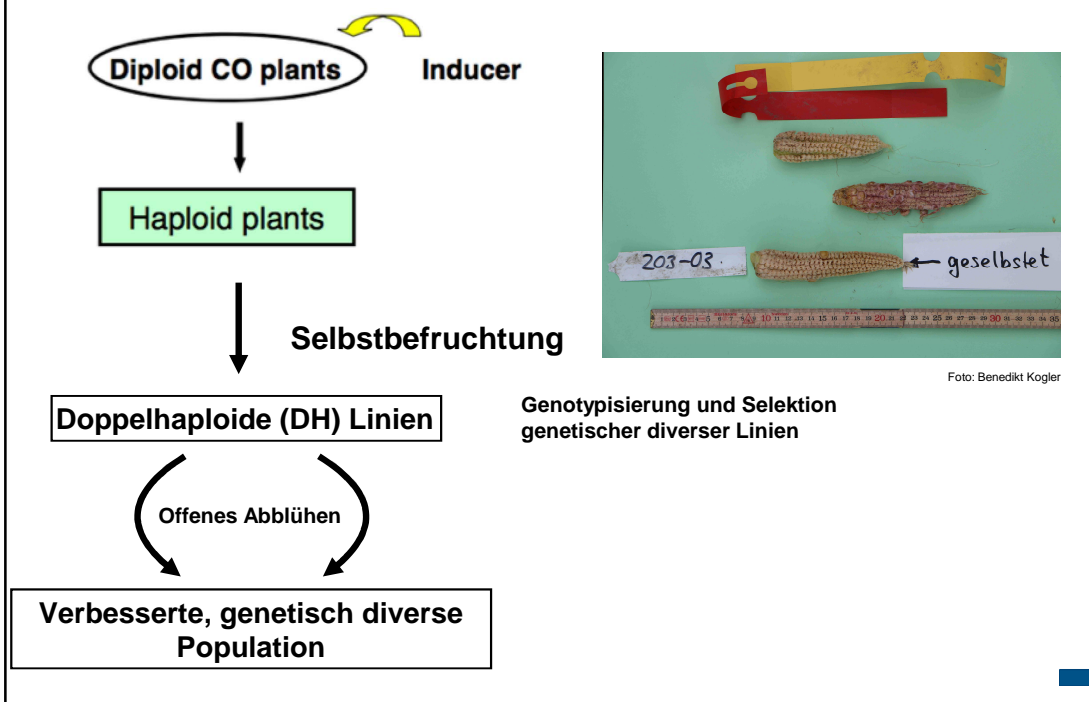 Diploid CO plants
Inducer
Haploid plants
Selbstbefruchtung
203-03
geselbstet
Foto: Benedikt Kogler
Doppelhaploide (DH) Linien
Genotypisierung und Selektion
genetischer diverser Linien
Offenes Abblühen
Verbesserte, genetisch diverse
Population